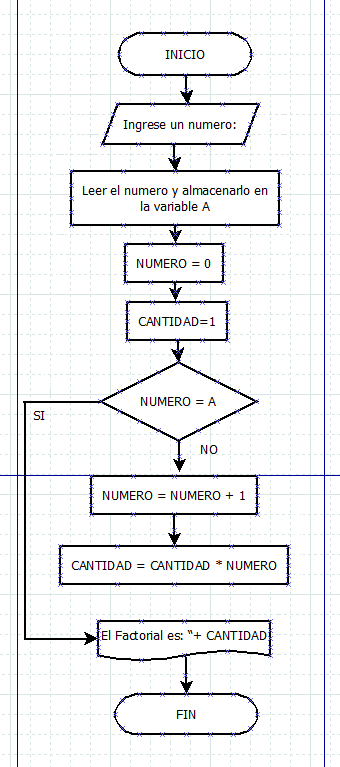 INICIO
Ingrese un numero:
Leer el numero y almacenarlo en
la variable A
NUMERO = 0
CANTIDAD=1
NUMERO = A
SI
NO
NUMERO = NUMERO + 1
CANTIDAD = CANTIDAD * NUMERO
El Factorial es: “+ CANTIDAD
FIN